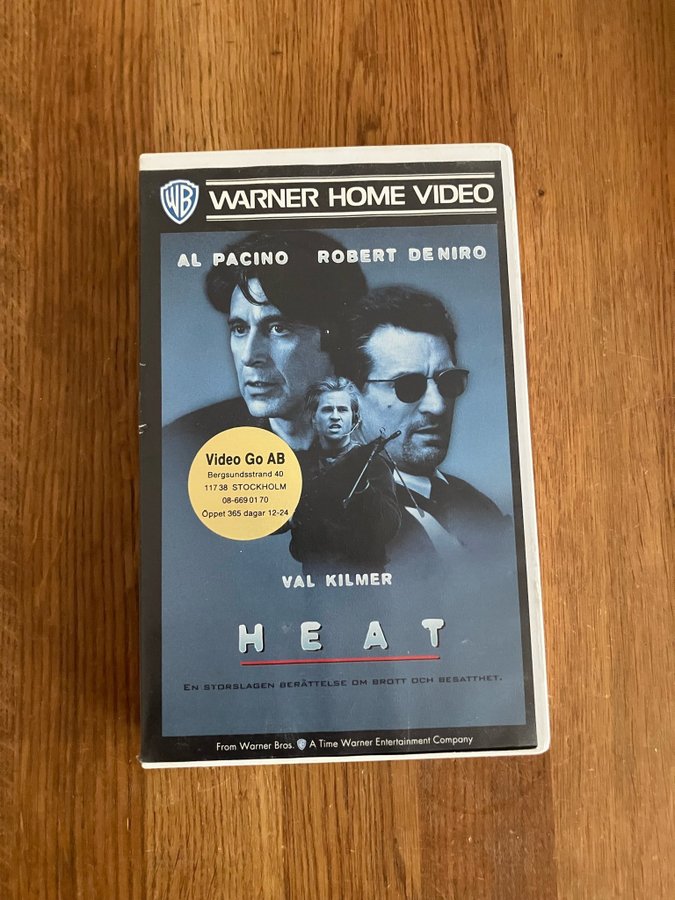 WB WARNER HOME VIDEO
AL PACINO ROBERT DE NIRO
Video Go AB
Bergsundsstrand 40
117 38 STOCKHOLM
08-669 01 70
Öppet 365 dagar 12-24
VAL KILMER
HEAT
EN STORSLAGEN BERÄTTELSE OM BROTT OCH BESATTHET.
From Warner Bros. A Time Warner Entertainment Company